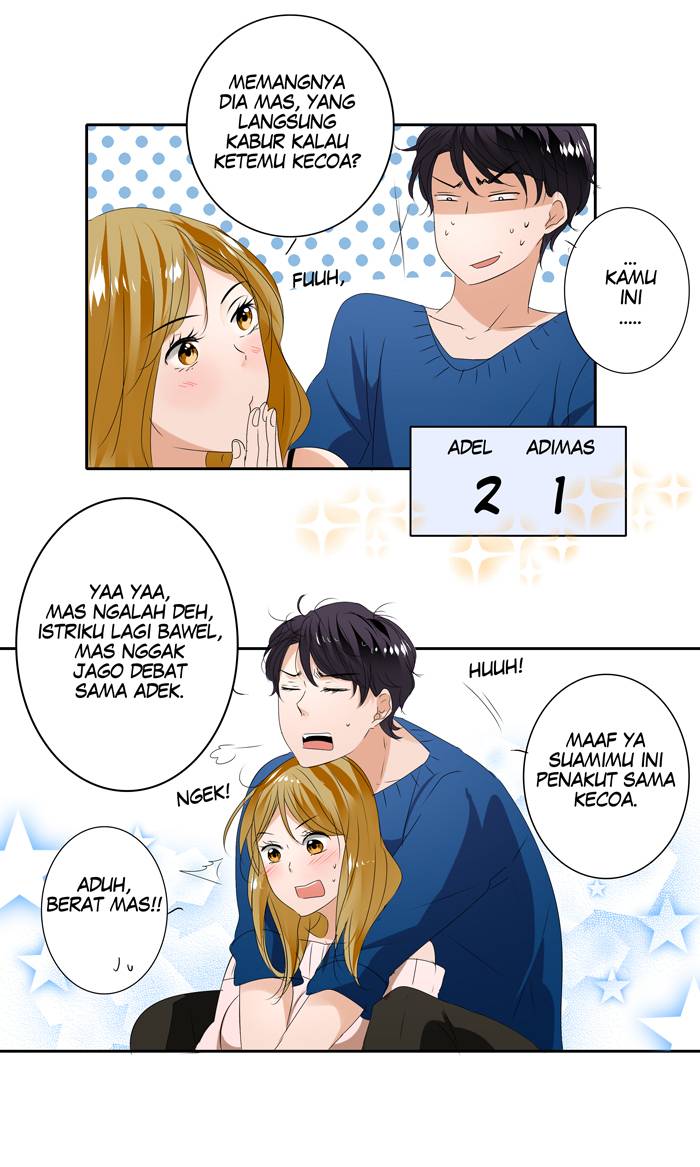 MEMANGNYA
DIA MAS, YANG
LANGSUNG
KABUR KALAU
KETEMU KECOA?
FUUH,
...
KAMU
INI
.....
ADEL ADIMAS
2 1
YAA YAA,
MAS NGALAH DEH,
ISTRIKU LAGI BAWEL,
MAS NGGAK
JAGO DEBAT
SAMA ADEK.
HUUH!
MAAF YA
SUAMIMU INI
PENAKUT SAMA
KECOA.
NGEK!
ADUH,
BERAT MAS!!